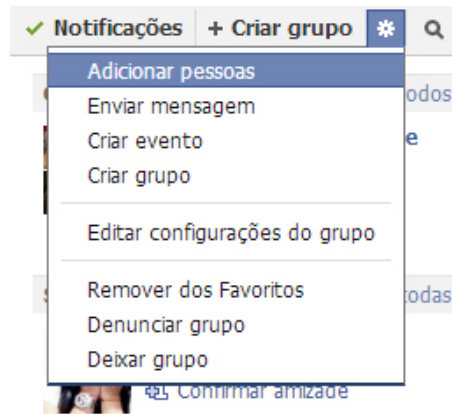 Notificações + Criar grupo
Adicionar pessoas
odos
Enviar mensagem
Criar evento
e
Criar grupo
Editar configurações do grupo
Remover dos Favoritos
todas
Denunciar grupo
Deixar grupo
Confirmar amizade